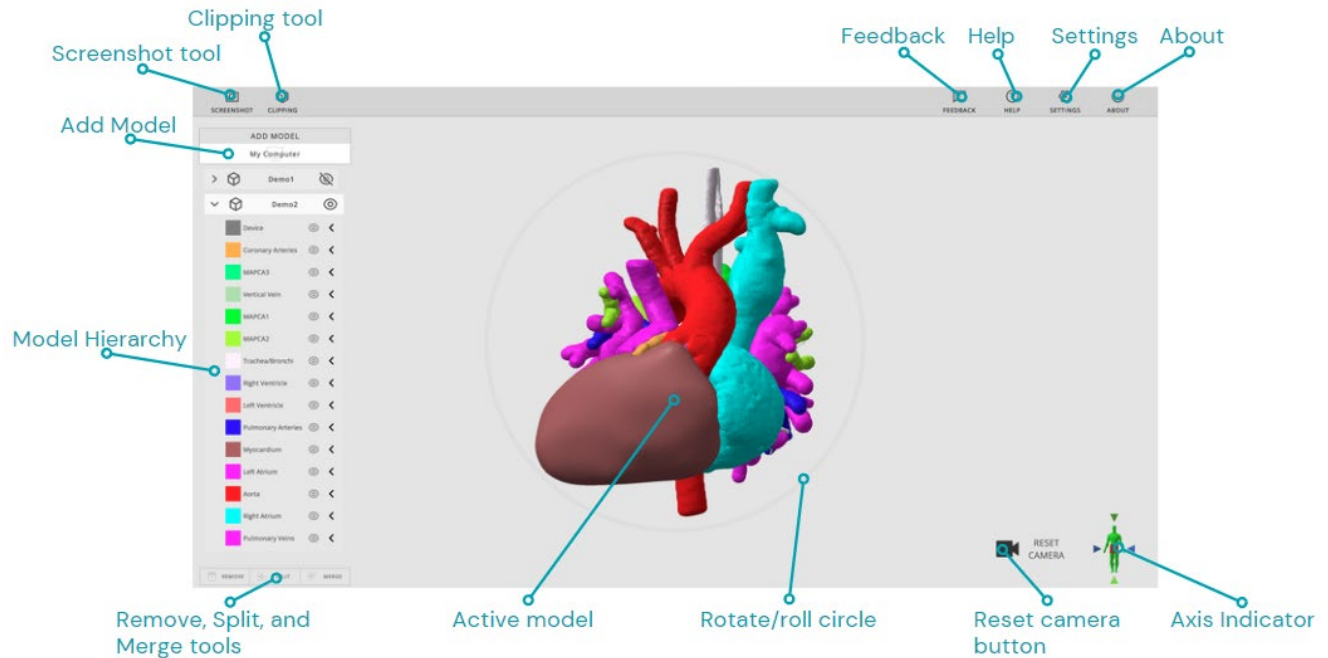 Clipping tool
Screenshot tool
Feedback Help Settings About
SCREENSHOT CLIPPING
FEEDBACK HELP SETTINGS ABOUT
Add Model
ADD MODEL
My Computer
Demo1
Demo2
Device
Coronary Arteries
MAPCA3
Vertical Vein
MAPCA1
MAPCA2
Model Hierarchy
Trachea/Bronchi
Right Ventricle
Left Ventricle
Pulmonary Arteries
Myocardium
Left Atrium
Aorta
Right Atrium
Pulmonary Veins
RESET
CAMERA
REMOVE MERGE
Remove, Split, and
Merge tools
Active model
Rotate/roll circle
Reset camera
button
Axis Indicator